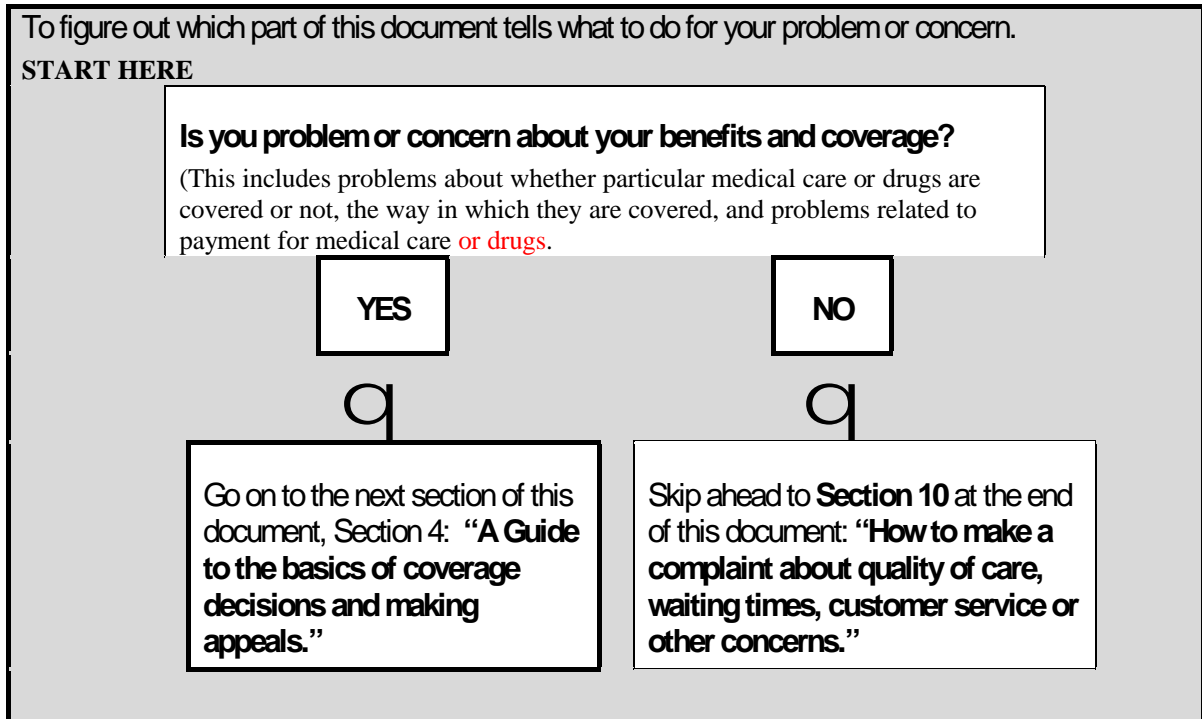 To figure out which part of this document tells what to do for your problem or concern.
START HERE
Is you problem or concern about your benefits and coverage?
(This includes problems about whether particular medical care or drugs are
covered or not, the way in which they are covered, and problems related to
payment for medical care or drugs.
YES
NO
q
q
Go on to the next section of this
document, Section 4: “A Guide
to the basics of coverage
decisions and making
appeals.”
Skip ahead to Section 10 at the end
of this document: “How to make a
complaint about quality of care,
waiting times, customer service or
other concerns.”